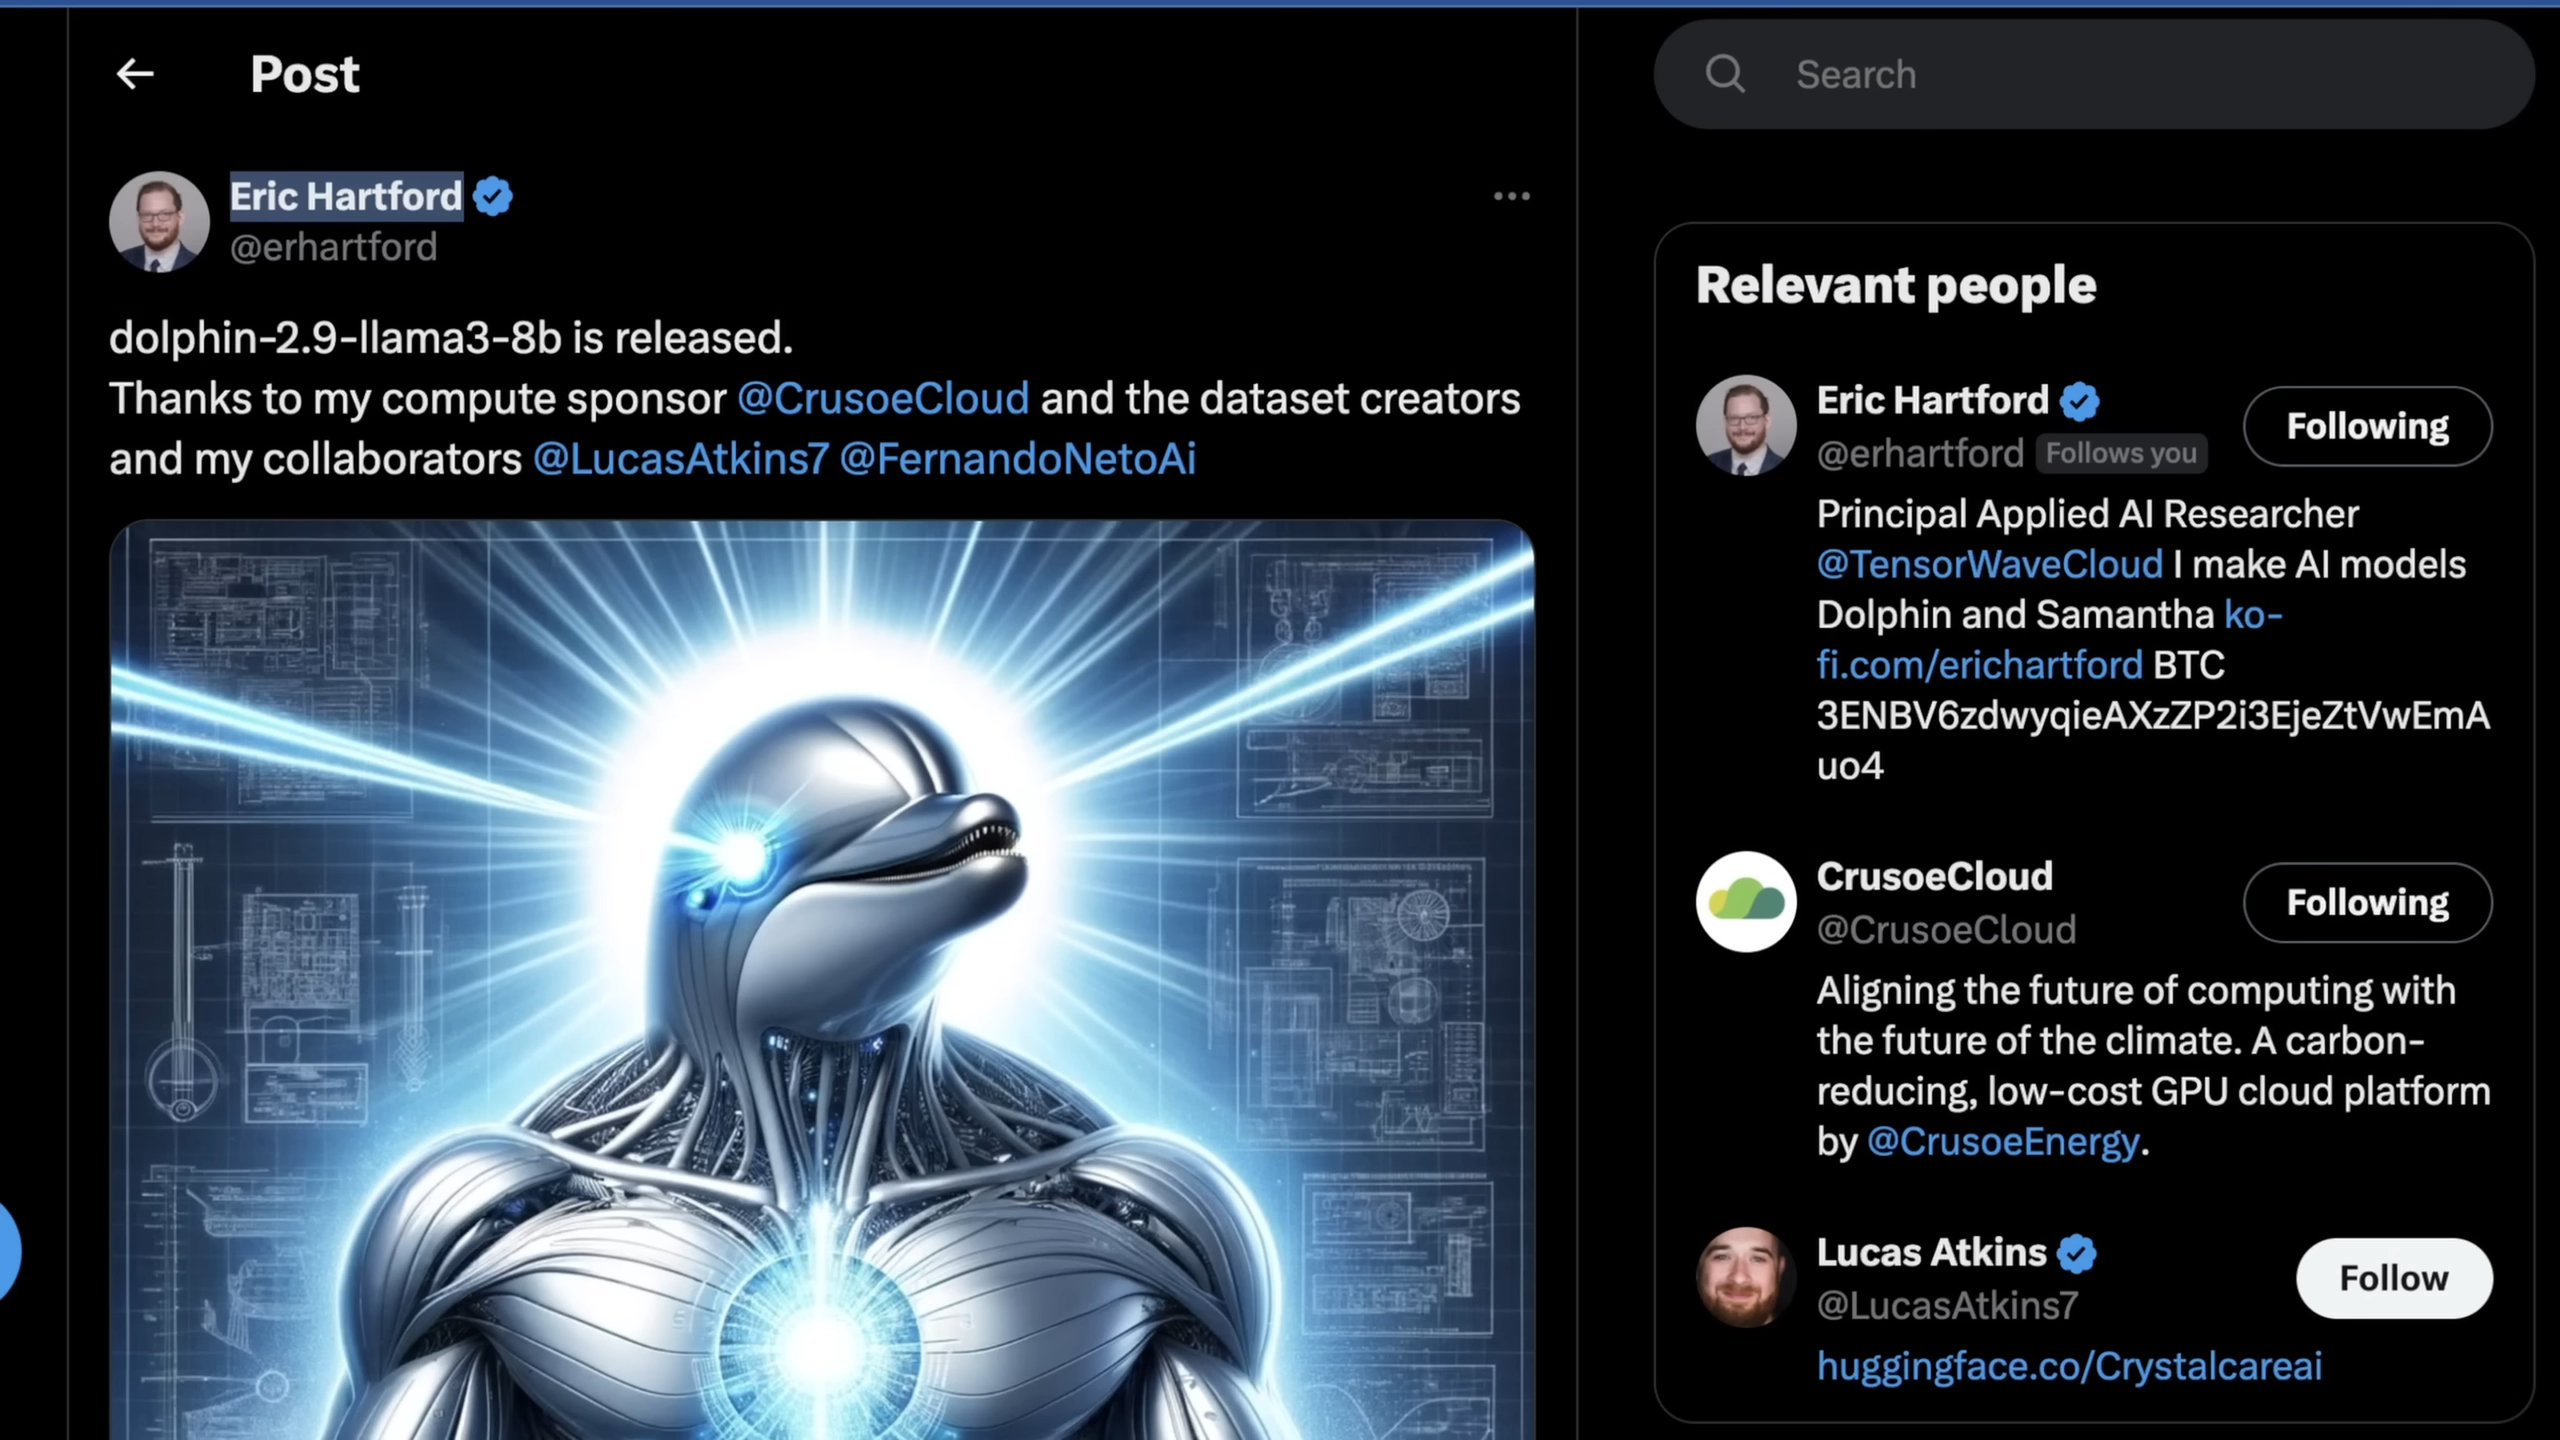 Post
Eric Hartford
@erhartford
dolphin-2.9-llama3-8b is released.
Thanks to my compute sponsor @CrusoeCloud and the dataset creators
and my collaborators @LucasAtkins7 @FernandoNetoAi
Search
Relevant people
Eric Hartford
@erhartford Follows you
Following
Principal Applied AI Researcher
@TensorWaveCloud I make AI models
Dolphin and Samantha ko-
fi.com/erichartford BTC
3ENBV6zdwyqieAXzZP2i3EjeZtVwEmA
uo4
CrusoeCloud
@CrusoeCloud
Following
Aligning the future of computing with
the future of the climate. A carbon-
reducing, low-cost GPU cloud platform
by @CrusoeEnergy.
Lucas Atkins
@LucasAtkins7
Follow
huggingface.co/Crystalcareai